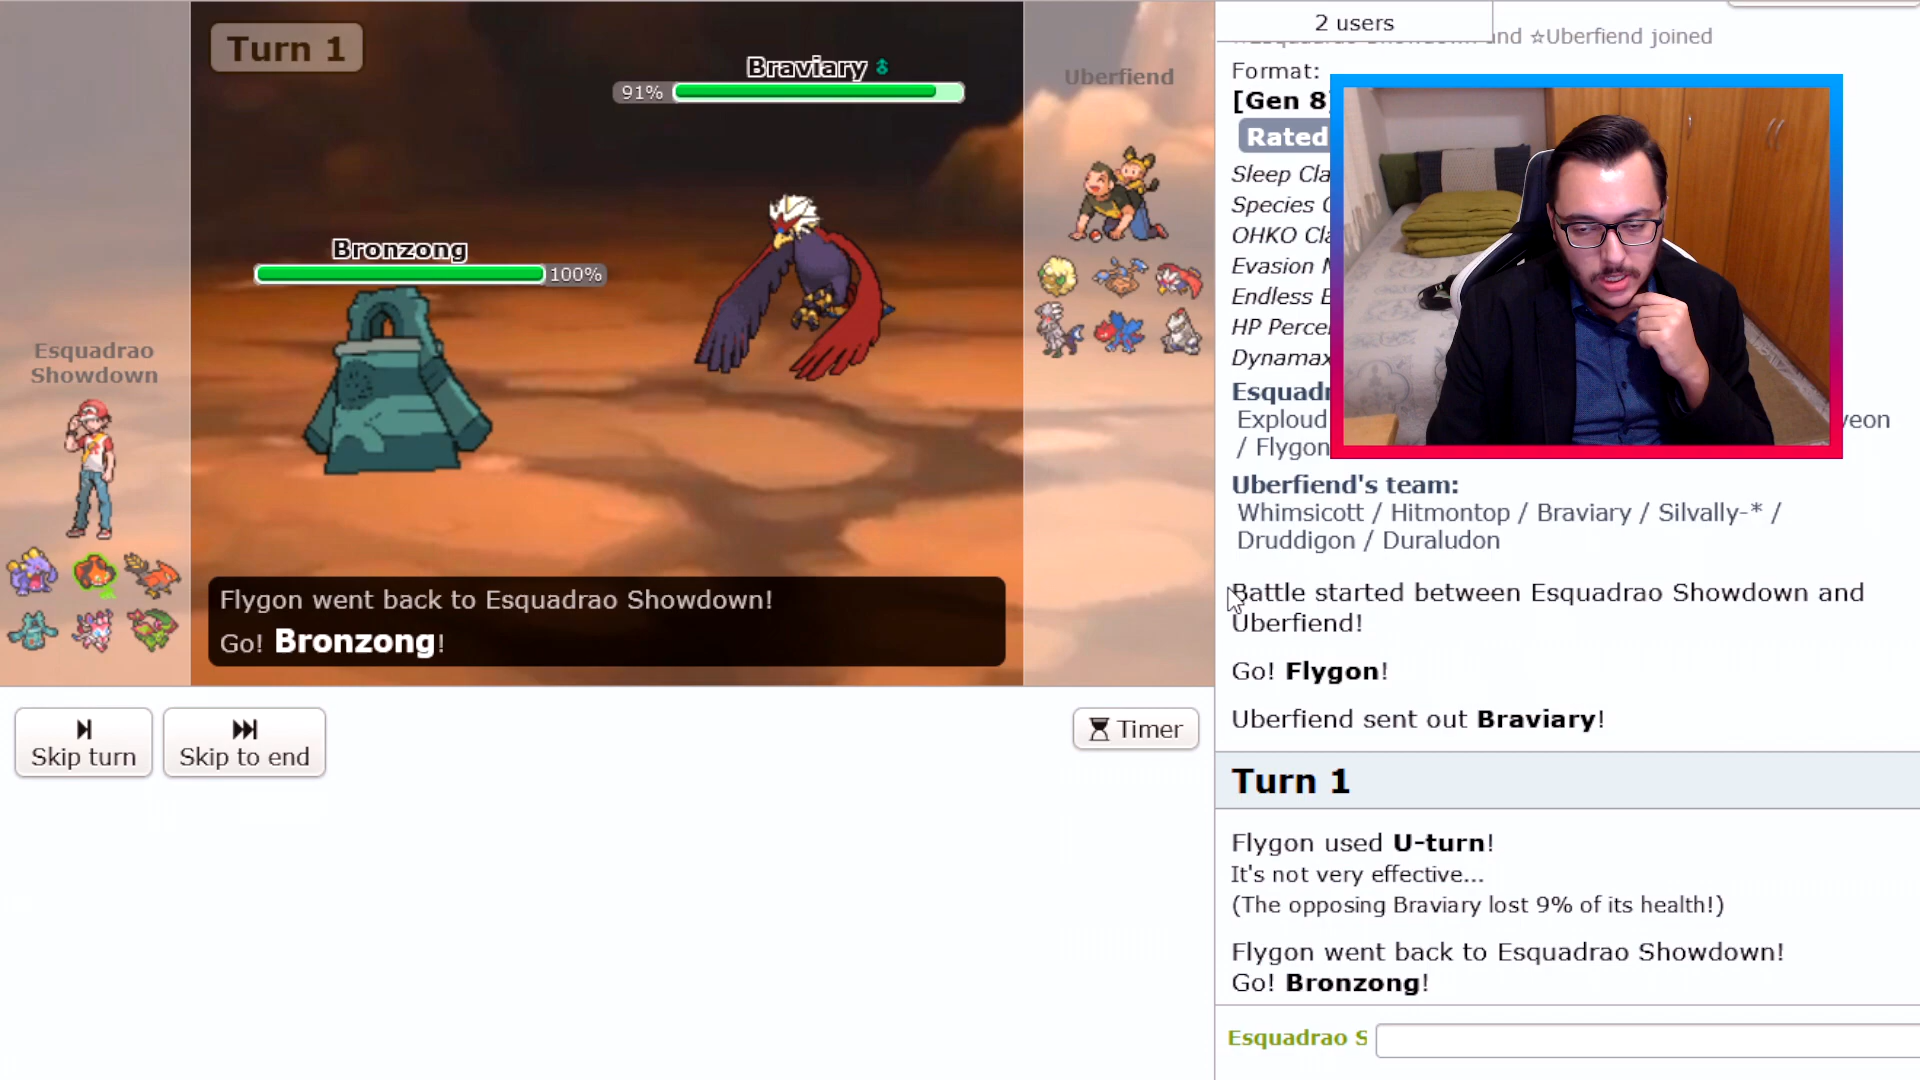 Turn 1
Braviary
91%
Bronzong
100%
Esquadrao
Showdown
Uberfiend
Flygon went back to Esquadrao Showdown!
Go! Bronzong!
Skip turn
Skip to end
Timer
2 users
and ☆Uberfiend joined
Format:
[Gen 8]
Rated
Sleep Cla
Species C
OHKO Cla
Evasion M
Endless B
HP Percen
Dynamax
Esquadr
Exploud
veon
/ Flygon
Uberfiend's team:
Whimsicott / Hitmontop / Braviary / Silvally-* /
Druddigon / Duraludon
Battle started between Esquadrao Showdown and
Uberfiend!
Go! Flygon!
Uberfiend sent out Braviary!
Turn 1
Flygon used U-turn!
It's not very effective...
(The opposing Braviary lost 9% of its health!)
Flygon went back to Esquadrao Showdown!
Go! Bronzong!
Esquadrao S